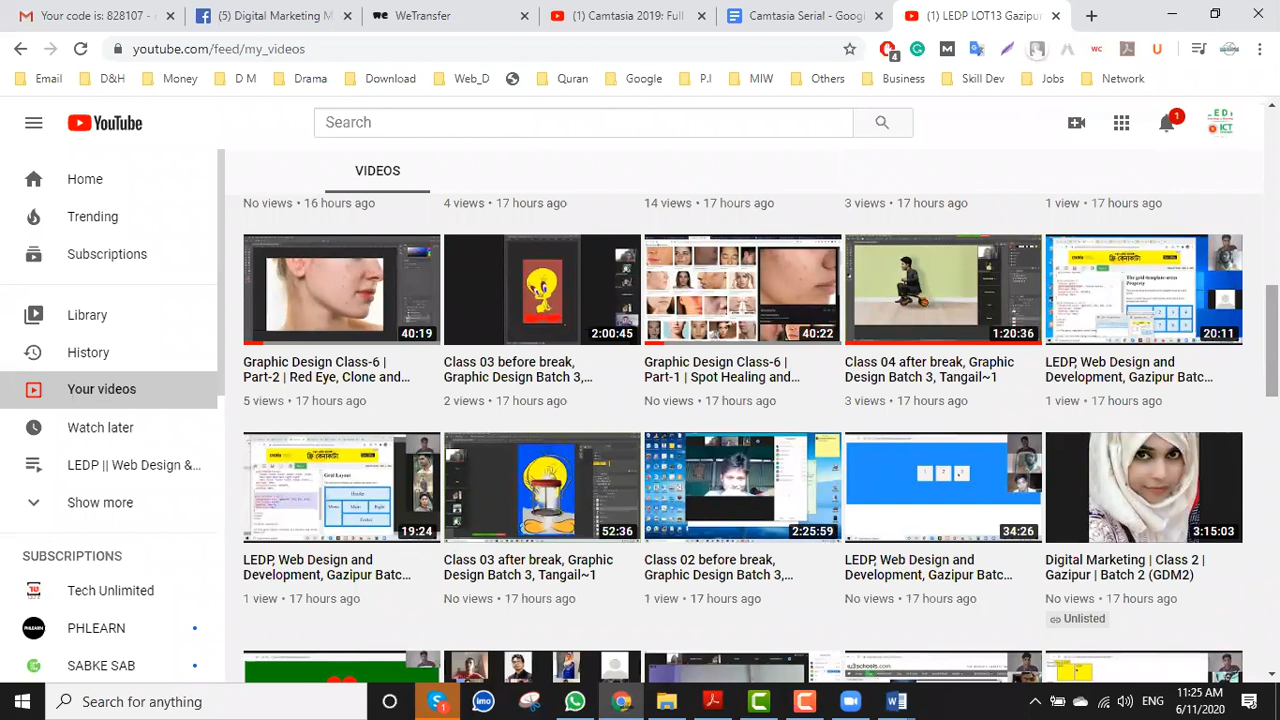 (1) Your code is: 828107 -
(5) Digital Marketing M
WeTransfer
(1) Camtasia 2019: Full
Camtasia Serial - Googl
(1) LEDP LOT13 Gazipur
youtube.com/feed/my_videos
4
WC
Email
D&H
Money
D M
Drama
Web_D
Quran
Google
P.I
MIW
Others
Business
Skill Dev
Jobs
Network
YouTube
Search
1
ICT
VIDEOS
Home
Trending
Subscriptions
Library
History
Your videos
Watch later
LEDP || Web Design &...
Show more
SUBSCRIPTIONS
Tech Unlimited
PHLEARN
SABER SAB
No views • 16 hours ago
4 views • 17 hours ago
14 views • 17 hours ago
3 views • 17 hours ago
1 view • 17 hours ago
40:19
2:00:45
40:22
1:20:36
20:11
Graphic Design Class-6 |
Part-2 | Red Eye, Clone and...
5 views • 17 hours ago
Class 03 before break,
Graphic Design Batch 3,...
2 views • 17 hours ago
Graphic Design Class-6 |
Part-1 | Spot Healing and...
No views • 17 hours ago
Class 04 after break, Graphic
Design Batch 3, Tangail~1
3 views • 17 hours ago
LEDP, Web Design and
Development, Gazipur Batc...
1 view • 17 hours ago
19:24
52:36
2:25:59
34:26
3:15:03
LEDP, Web Design and
Development, Gazipur Batc...
1 view • 17 hours ago
Class 03 after break, Graphic
Design Batch 3, Tangail~1
No views • 17 hours ago
Class 02 before break,
Graphic Design Batch 3,...
1 view • 17 hours ago
LEDP, Web Design and
Development, Gazipur Batc...
No views • 17 hours ago
Digital Marketing | Class 2 |
Gazipur | Batch 2 (GDM2)
No views • 17 hours ago
Unlisted
Search for anything
ENG
11:25 AM
6/11/2020